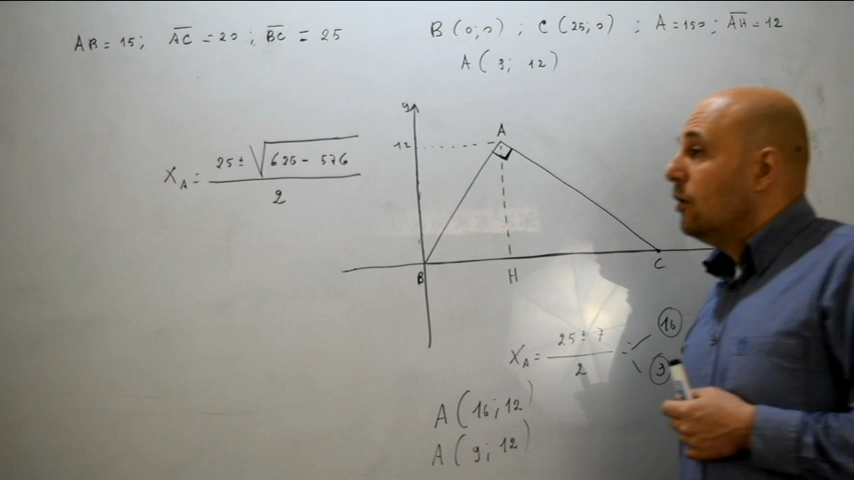 AB = 15; AC = 20; BC = 25
B (0;0) ; C (25;0) ; A = 150; AH = 12
A ( 9; 12 )
y
A
12
X_A = (25 ± √(625 - 576)) / 2
B
H
C
X_A = (25 ± 7) / 2
16
9
A (16; 12)
A (9; 12)